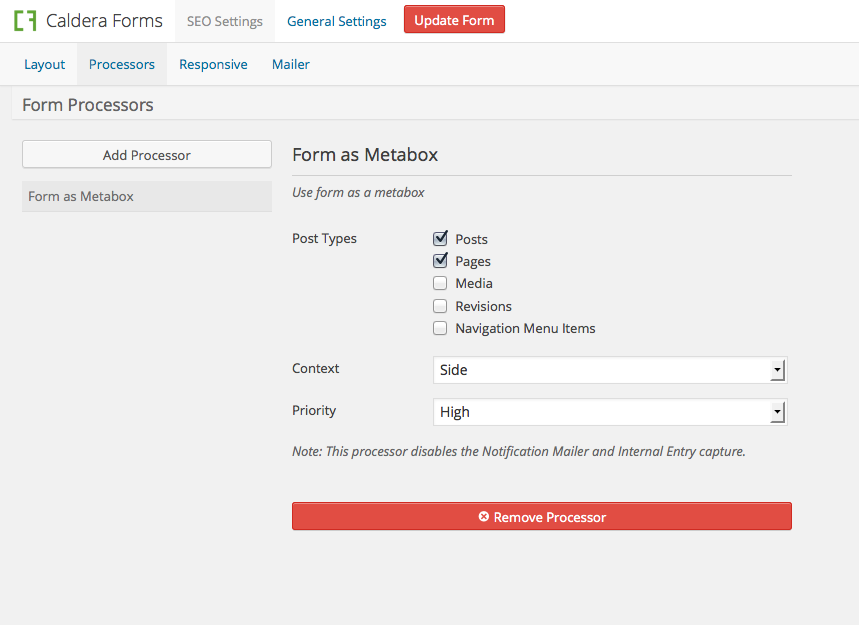 Caldera Forms SEO Settings General Settings Update Form
Layout Processors Responsive Mailer
Form Processors
Add Processor
Form as Metabox
Form as Metabox
Use form as a metabox
Post Types
Posts
Pages
Media
Revisions
Navigation Menu Items
Context Side
Priority High
Note: This processor disables the Notification Mailer and Internal Entry capture.
Remove Processor